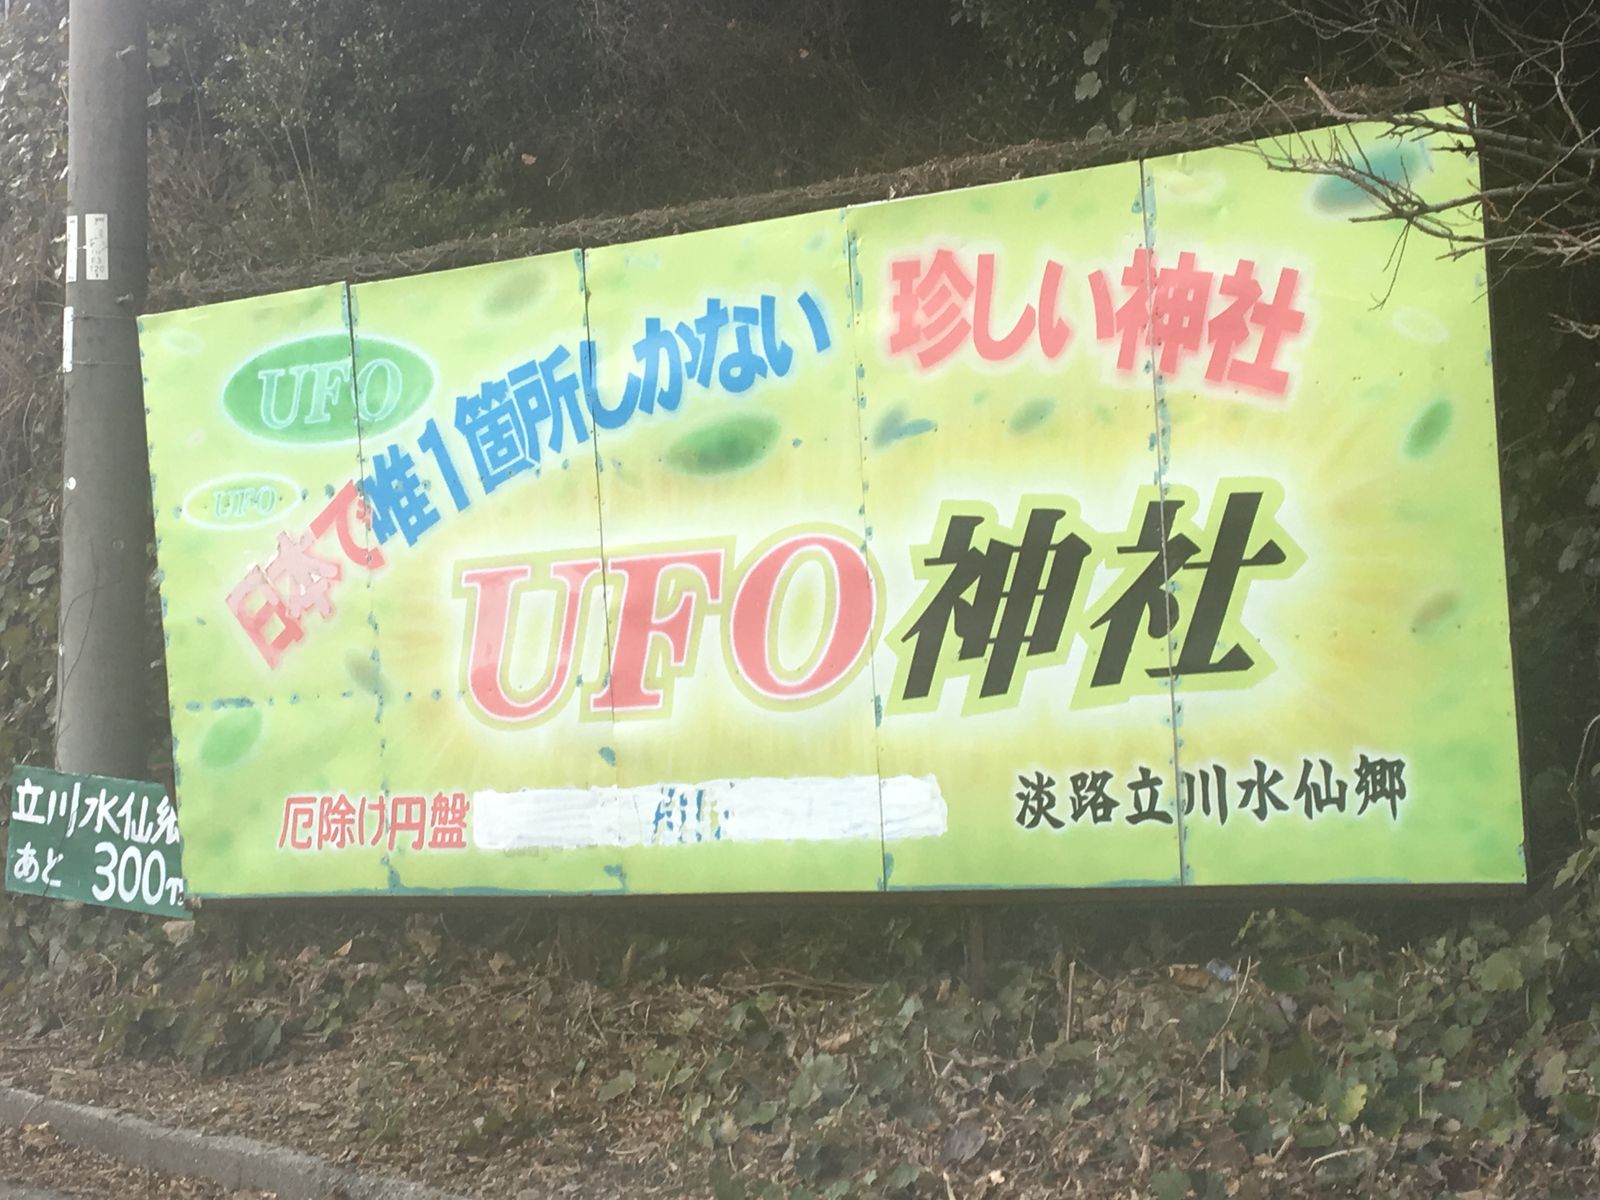 UFO
UFO
日本で唯1箇所しかない
珍しい神社
UFO神社
厄除け円盤
淡路立川水仙郷
立川水仙郷
あと 300m